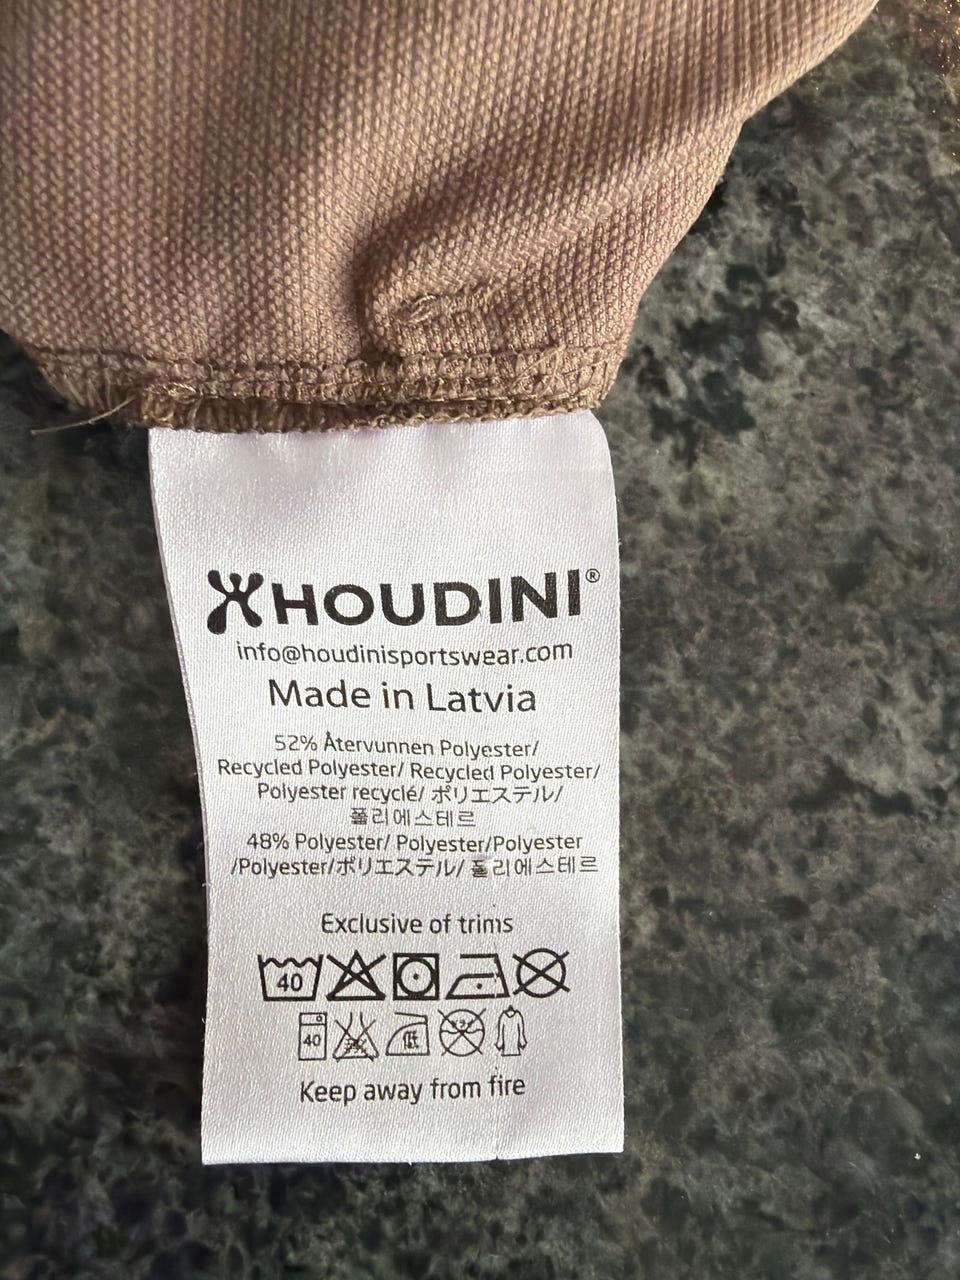 HOUDINI®
info@houdinisportswear.com
Made in Latvia
52% Återvunnen Polyester/
Recycled Polyester/ Recycled Polyester/
Polyester recyclé/ ポリエステル/
폴리에스테르
48% Polyester/ Polyester/Polyester
/Polyester/ポリエステル/ 폴리에스테르
Exclusive of trims
40
40 低
Keep away from fire